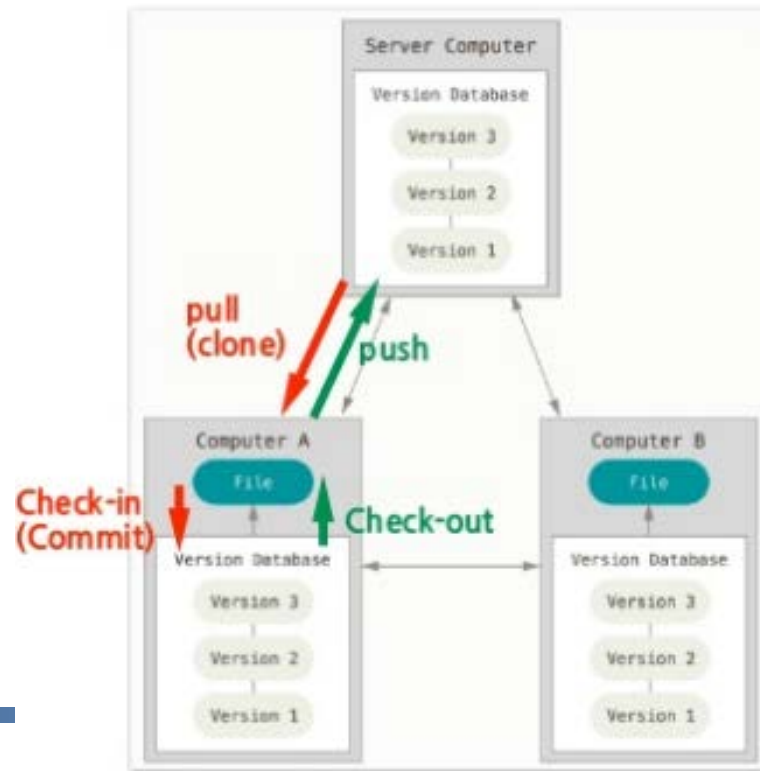 Server Computer
Version Database
Version 3
Version 2
Version 1
pull
(clone)
push
Computer A
File
Check-in
(Commit)
Check-out
Version Database
Version 3
Version 2
Version 1
Computer B
File
Version Database
Version 3
Version 2
Version 1